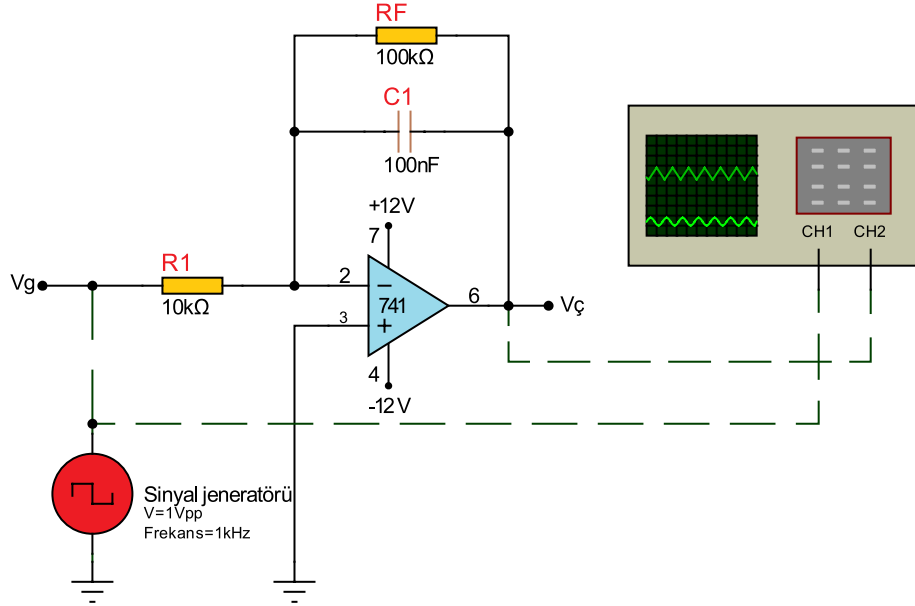 RF
100kΩ
C1
100nF
+12V
7
CH1 CH2
R1
Vg
10kΩ
2
−
741
6
Vç
3
+
4
-12V
Sinyal jeneratörü
V=1Vpp
Frekans=1kHz